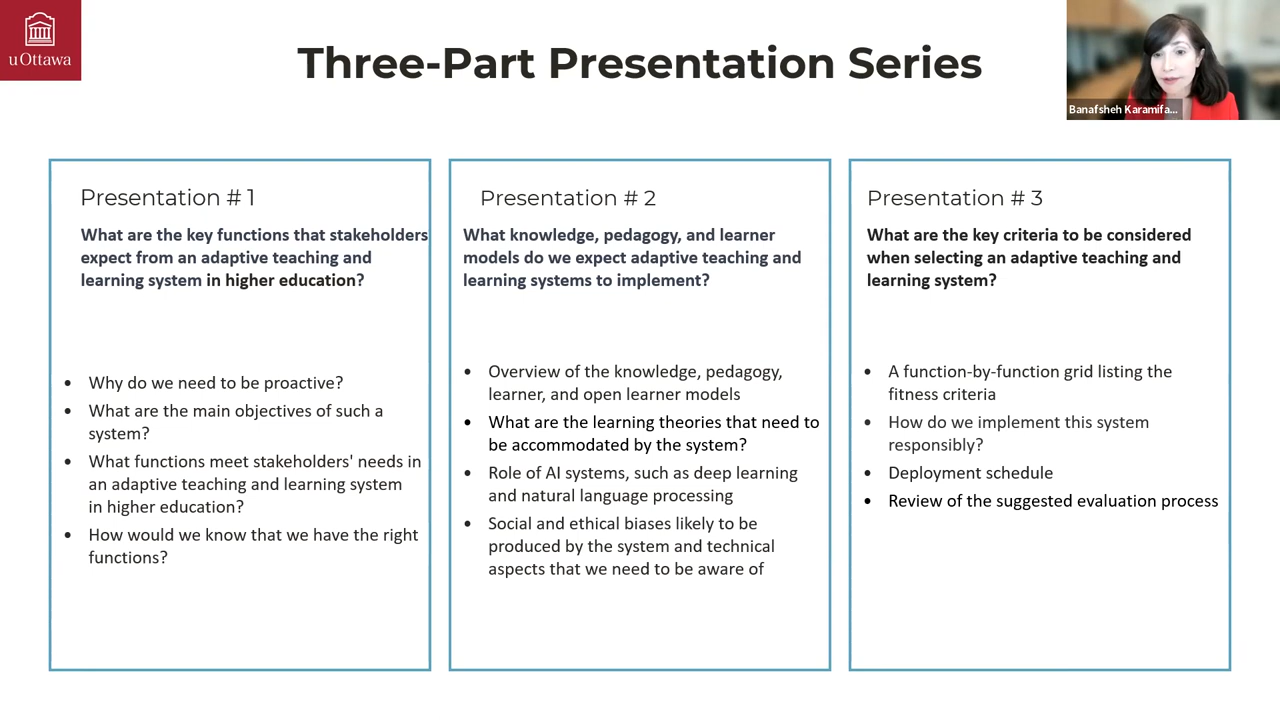 uOttawa
Three-Part Presentation Series
Banafsheh Karamifa...
Presentation # 1
What are the key functions that stakeholders
expect from an adaptive teaching and
learning system in higher education?
• Why do we need to be proactive?
• What are the main objectives of such a
system?
• What functions meet stakeholders' needs in
an adaptive teaching and learning system
in higher education?
• How would we know that we have the right
functions?
Presentation # 2
What knowledge, pedagogy, and learner
models do we expect adaptive teaching and
learning systems to implement?
• Overview of the knowledge, pedagogy,
learner, and open learner models
• What are the learning theories that need to
be accommodated by the system?
• Role of AI systems, such as deep learning
and natural language processing
• Social and ethical biases likely to be
produced by the system and technical
aspects that we need to be aware of
Presentation # 3
What are the key criteria to be considered
when selecting an adaptive teaching and
learning system?
• A function-by-function grid listing the
fitness criteria
• How do we implement this system
responsibly?
• Deployment schedule
• Review of the suggested evaluation process